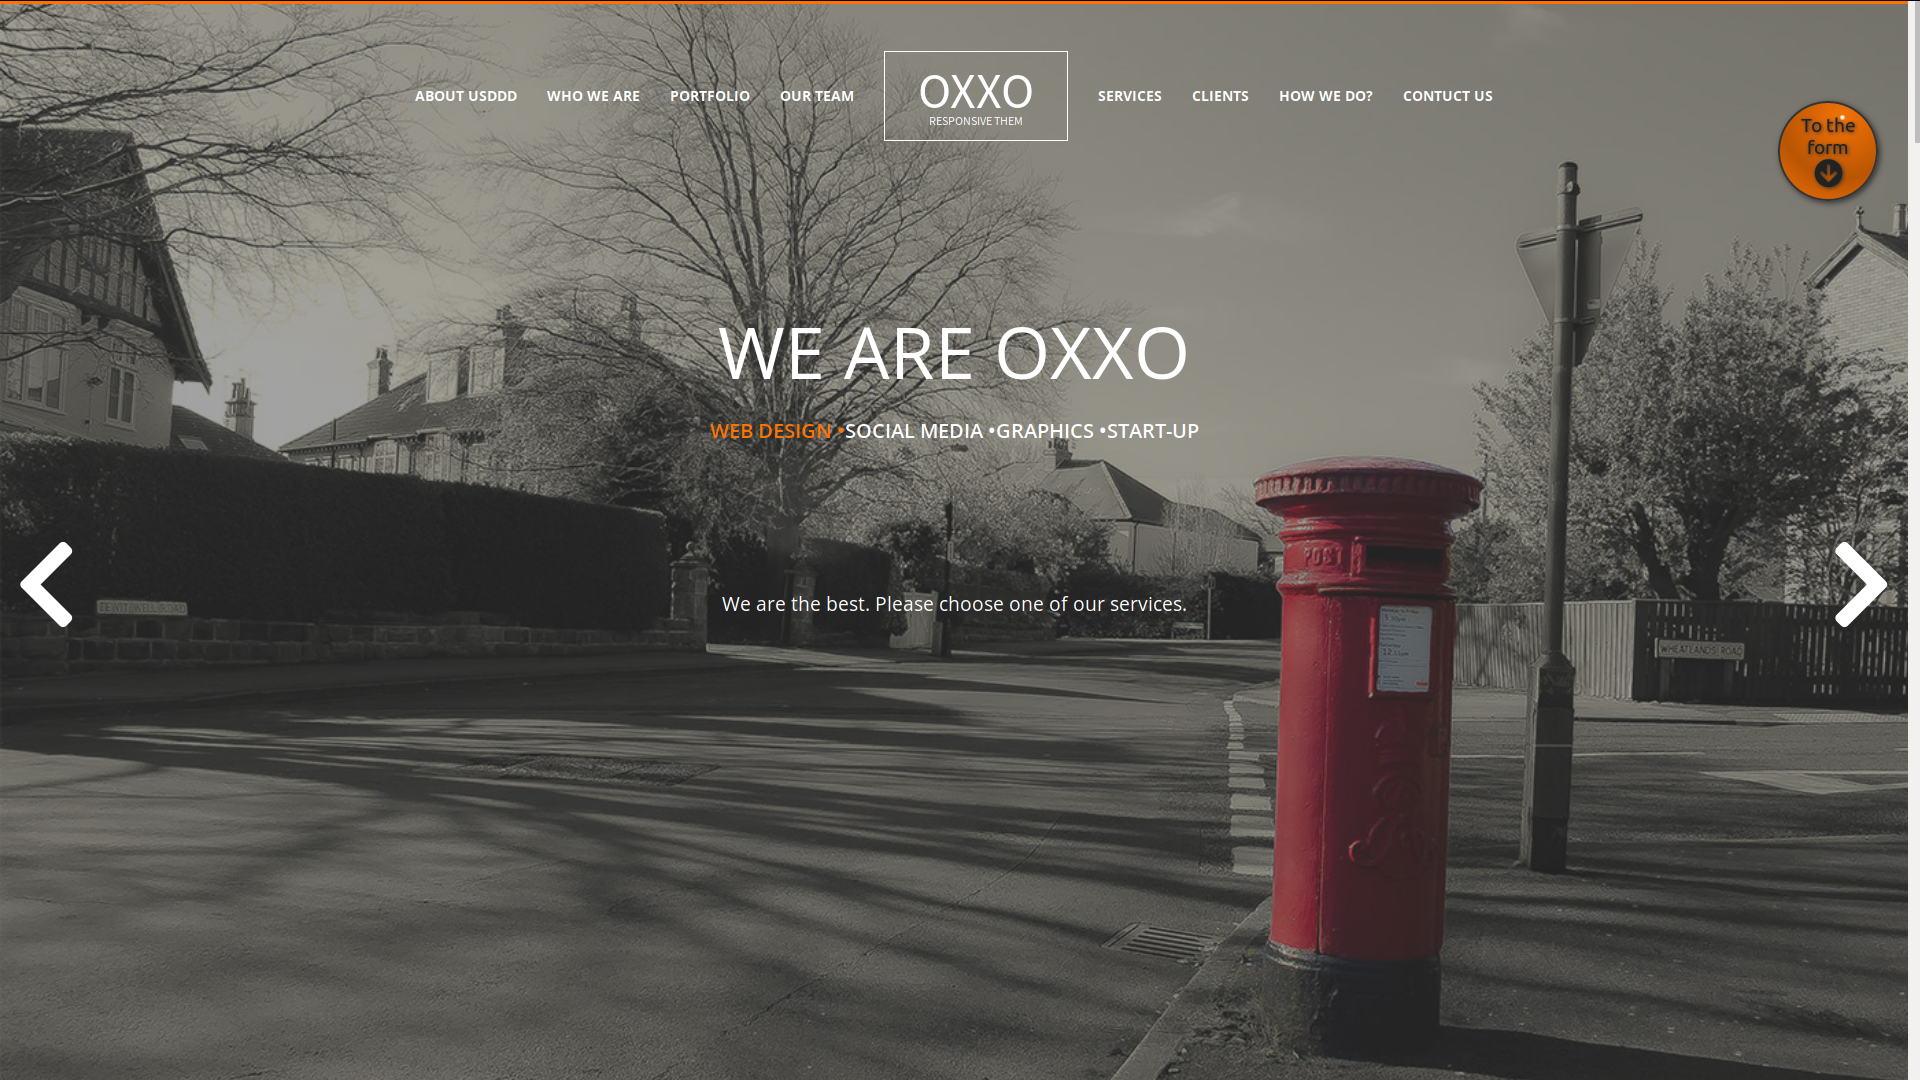 ABOUT USDDD WHO WE ARE PORTFOLIO OUR TEAM
OXXO
RESPONSIVE THEM
SERVICES CLIENTS HOW WE DO? CONTUCT US
To the
form
WE ARE OXXO
WEB DESIGN •SOCIAL MEDIA •GRAPHICS •START-UP
We are the best. Please choose one of our services.
POST
WHEATLANDS ROAD